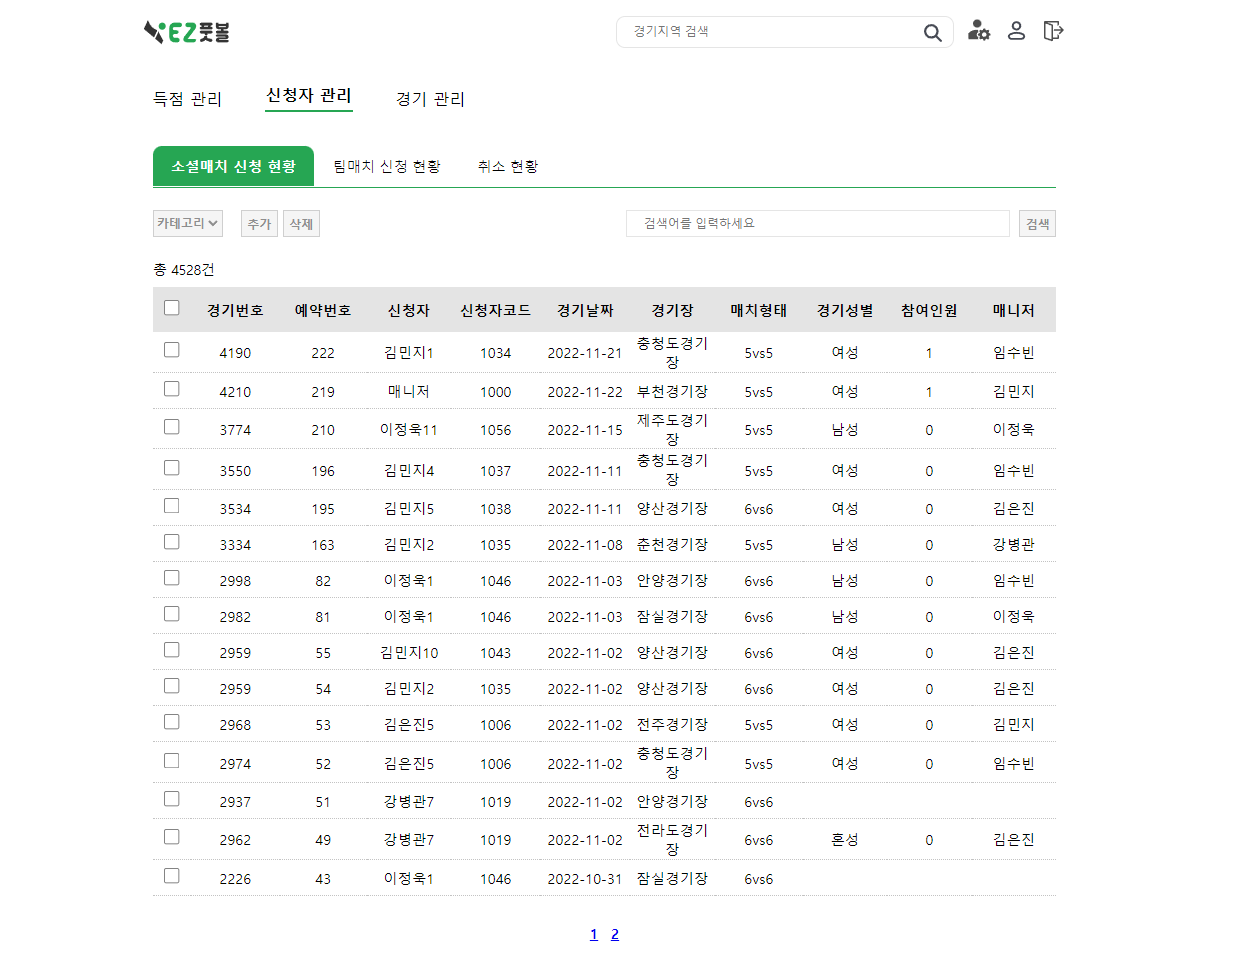 EZ풋볼
경기지역 검색
득점 관리 신청자 관리 경기 관리
소셜매치 신청 현황 팀매치 신청 현황 취소 현황
카테고리 추가 삭제 검색어를 입력하세요 검색
총 4528건
경기번호 예약번호 신청자 신청자코드 경기날짜 경기장 매치형태 경기성별 참여인원 매니저
4190 222 김민지1 1034 2022-11-21 충청도경기장 5vs5 여성 1 임수빈
4210 219 매니저 1000 2022-11-22 부천경기장 5vs5 여성 1 김민지
3774 210 이정욱11 1056 2022-11-15 제주도경기장 5vs5 남성 0 이정욱
3550 196 김민지4 1037 2022-11-11 충청도경기장 5vs5 여성 0 임수빈
3534 195 김민지5 1038 2022-11-11 양산경기장 6vs6 여성 0 김은진
3334 163 김민지2 1035 2022-11-08 춘천경기장 5vs5 남성 0 강병관
2998 82 이정욱1 1046 2022-11-03 안양경기장 6vs6 남성 0 임수빈
2982 81 이정욱1 1046 2022-11-03 잠실경기장 6vs6 남성 0 이정욱
2959 55 김민지10 1043 2022-11-02 양산경기장 6vs6 여성 0 김은진
2959 54 김민지2 1035 2022-11-02 양산경기장 6vs6 여성 0 김은진
2968 53 김은진5 1006 2022-11-02 전주경기장 5vs5 여성 0 김민지
2974 52 김은진5 1006 2022-11-02 충청도경기장 5vs5 여성 0 임수빈
2937 51 강병관7 1019 2022-11-02 안양경기장 6vs6
2962 49 강병관7 1019 2022-11-02 전라도경기장 6vs6 혼성 0 김은진
2226 43 이정욱1 1046 2022-10-31 잠실경기장 6vs6
1 2